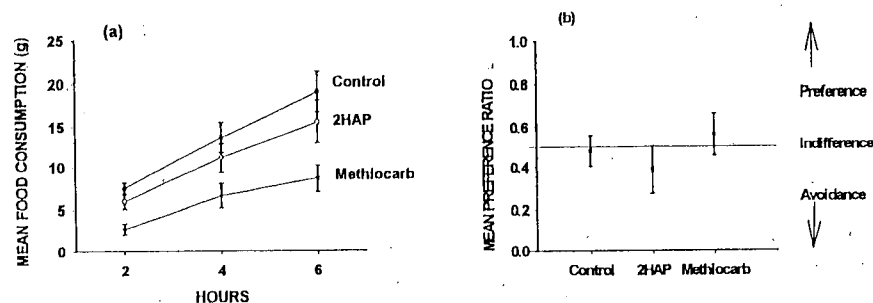 (a)
MEAN FOOD CONSUMPTION (g)
25
20
15
10
5
0
Control
2HAP
Methiocarb
2
4
6
HOURS
(b)
MEAN PREFERENCE RATIO
1.0
0.8
0.6
0.4
0.2
0.0
Control
2HAP
Methiocarb
Preference
Indifference
Avoidance